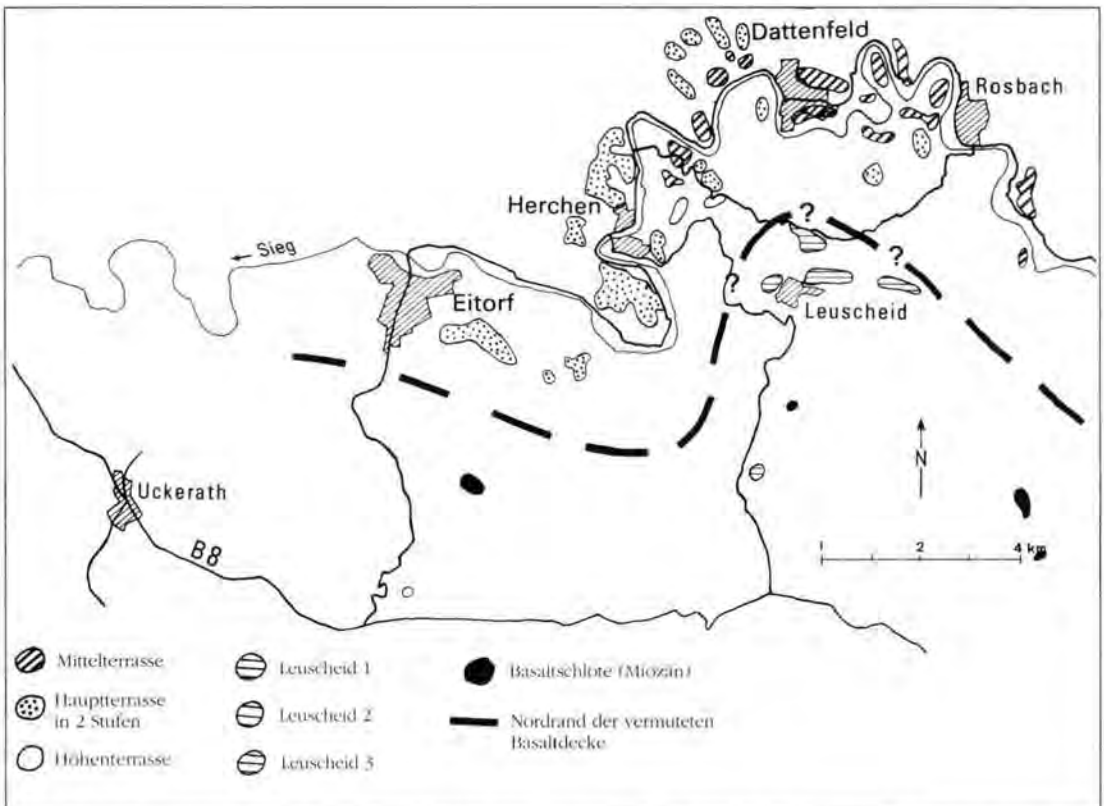 Dattenfeld
Rosbach
Herchen
?
?
?
← Sieg
Eitorf
Leuscheid
N
Uckerath
B8
1 2 4 km
Mittelterrasse
Hauptterrasse
in 2 Stufen
Höhenterrasse
Leuscheid 1
Leuscheid 2
Leuscheid 3
Basaltschlote (Miozän)
Nordrand der vermuteten
Basaltdecke